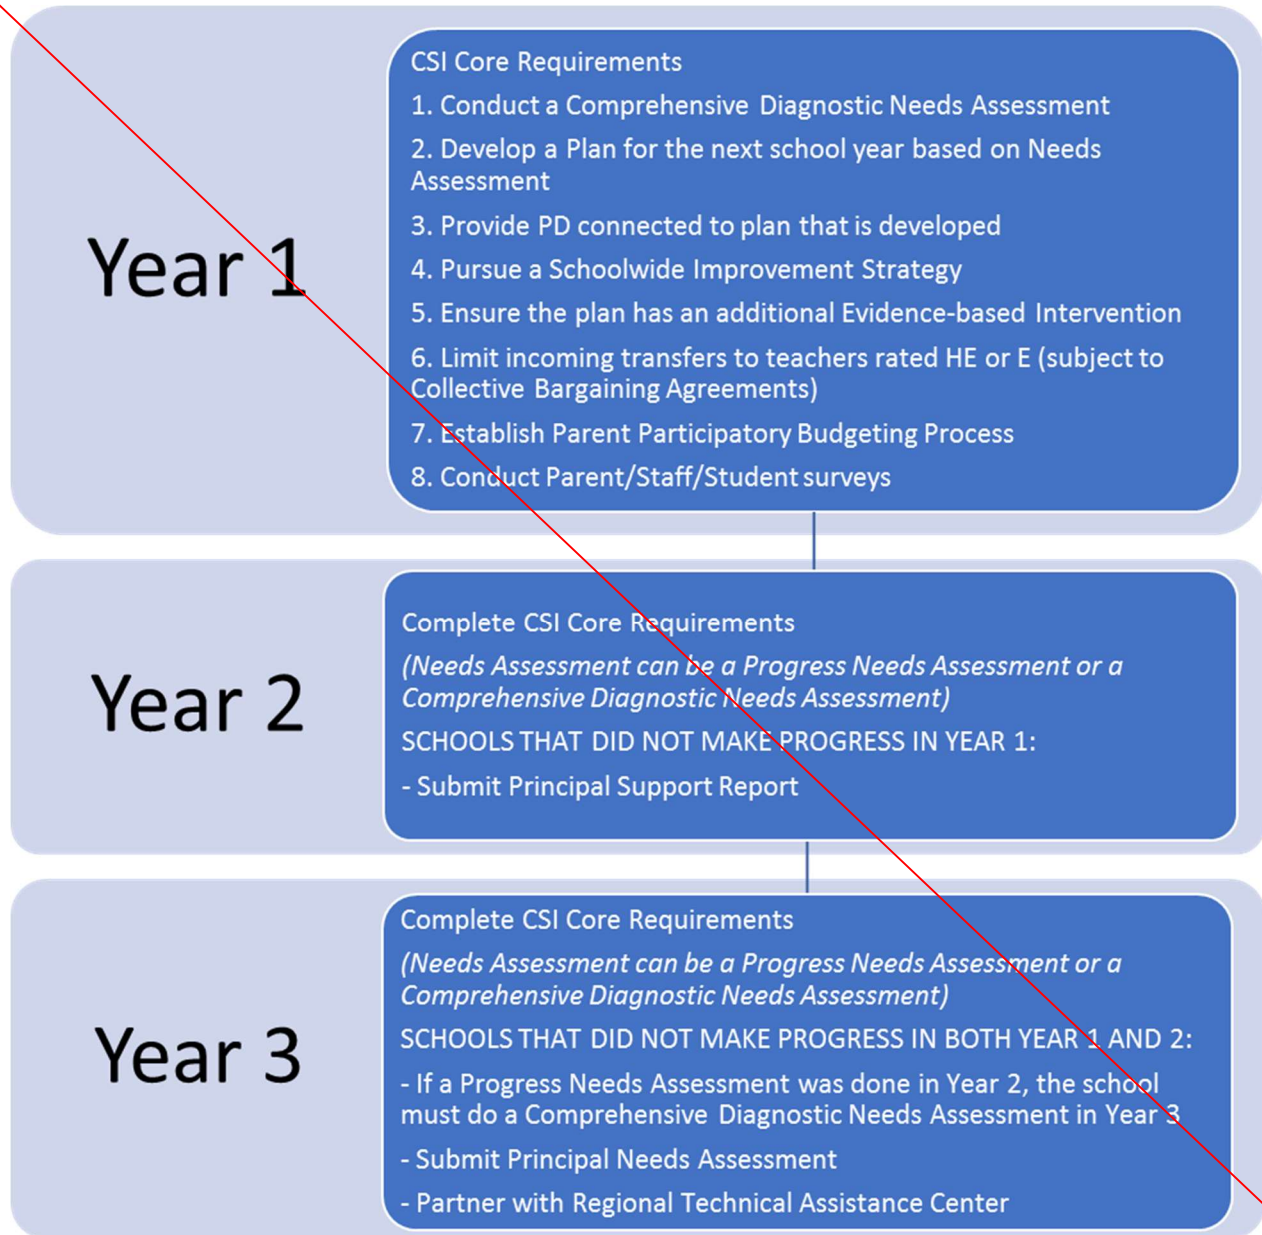 Year 1
CSI Core Requirements
1. Conduct a Comprehensive Diagnostic Needs Assessment
2. Develop a Plan for the next school year based on Needs
Assessment
3. Provide PD connected to plan that is developed
4. Pursue a Schoolwide Improvement Strategy
5. Ensure the plan has an additional Evidence-based Intervention
6. Limit incoming transfers to teachers rated HE or E (subject to
Collective Bargaining Agreements)
7. Establish Parent Participatory Budgeting Process
8. Conduct Parent/Staff/Student surveys
Year 2
Complete CSI Core Requirements
(Needs Assessment can be a Progress Needs Assessment or a
Comprehensive Diagnostic Needs Assessment)
SCHOOLS THAT DID NOT MAKE PROGRESS IN YEAR 1:
- Submit Principal Support Report
Year 3
Complete CSI Core Requirements
(Needs Assessment can be a Progress Needs Assessment or a
Comprehensive Diagnostic Needs Assessment)
SCHOOLS THAT DID NOT MAKE PROGRESS IN BOTH YEAR 1 AND 2:
- If a Progress Needs Assessment was done in Year 2, the school
must do a Comprehensive Diagnostic Needs Assessment in Year 3
- Submit Principal Needs Assessment
- Partner with Regional Technical Assistance Center